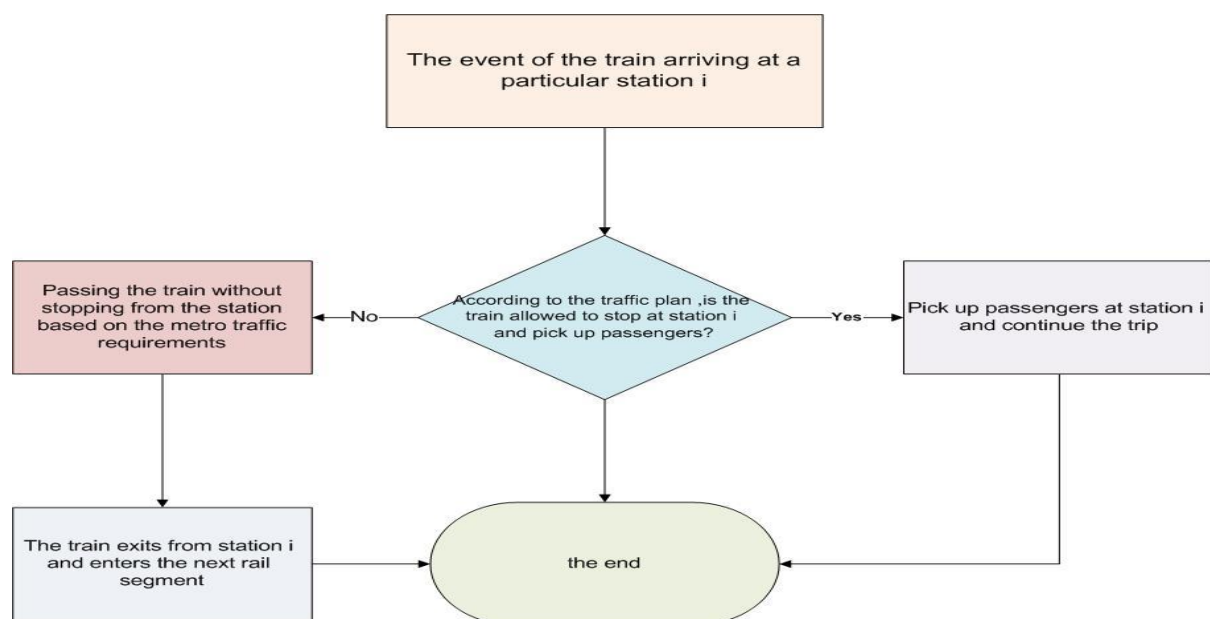 The event of the train arriving at a
particular station i
Passing the train without
stopping from the station
based on the metro traffic
requirements
No
According to the traffic plan ,is the
train allowed to stop at station i
and pick up passengers?
Yes
Pick up passengers at station i
and continue the trip
The train exits from station i
and enters the next rail
segment
the end